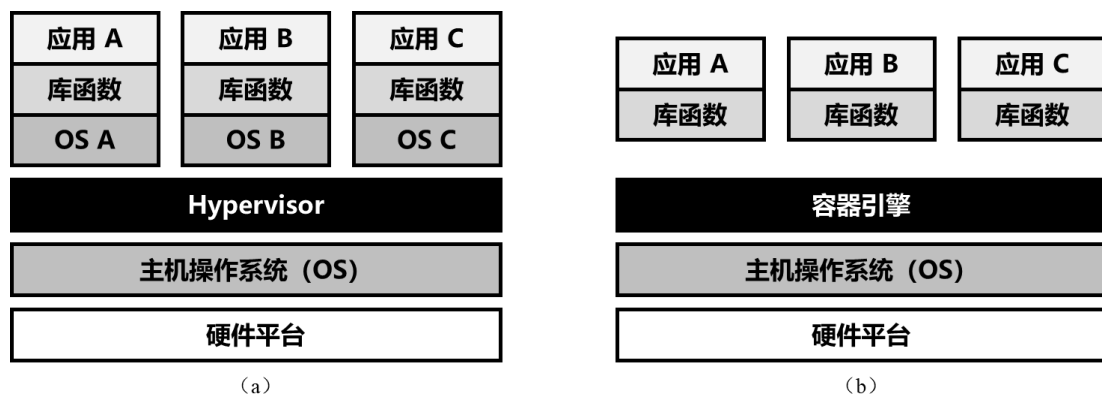 应用 A
应用 B
应用 C
库函数
库函数
库函数
OS A
OS B
OS C
Hypervisor
主机操作系统（OS）
硬件平台
（a）
应用 A
应用 B
应用 C
库函数
库函数
库函数
容器引擎
主机操作系统（OS）
硬件平台
（b）